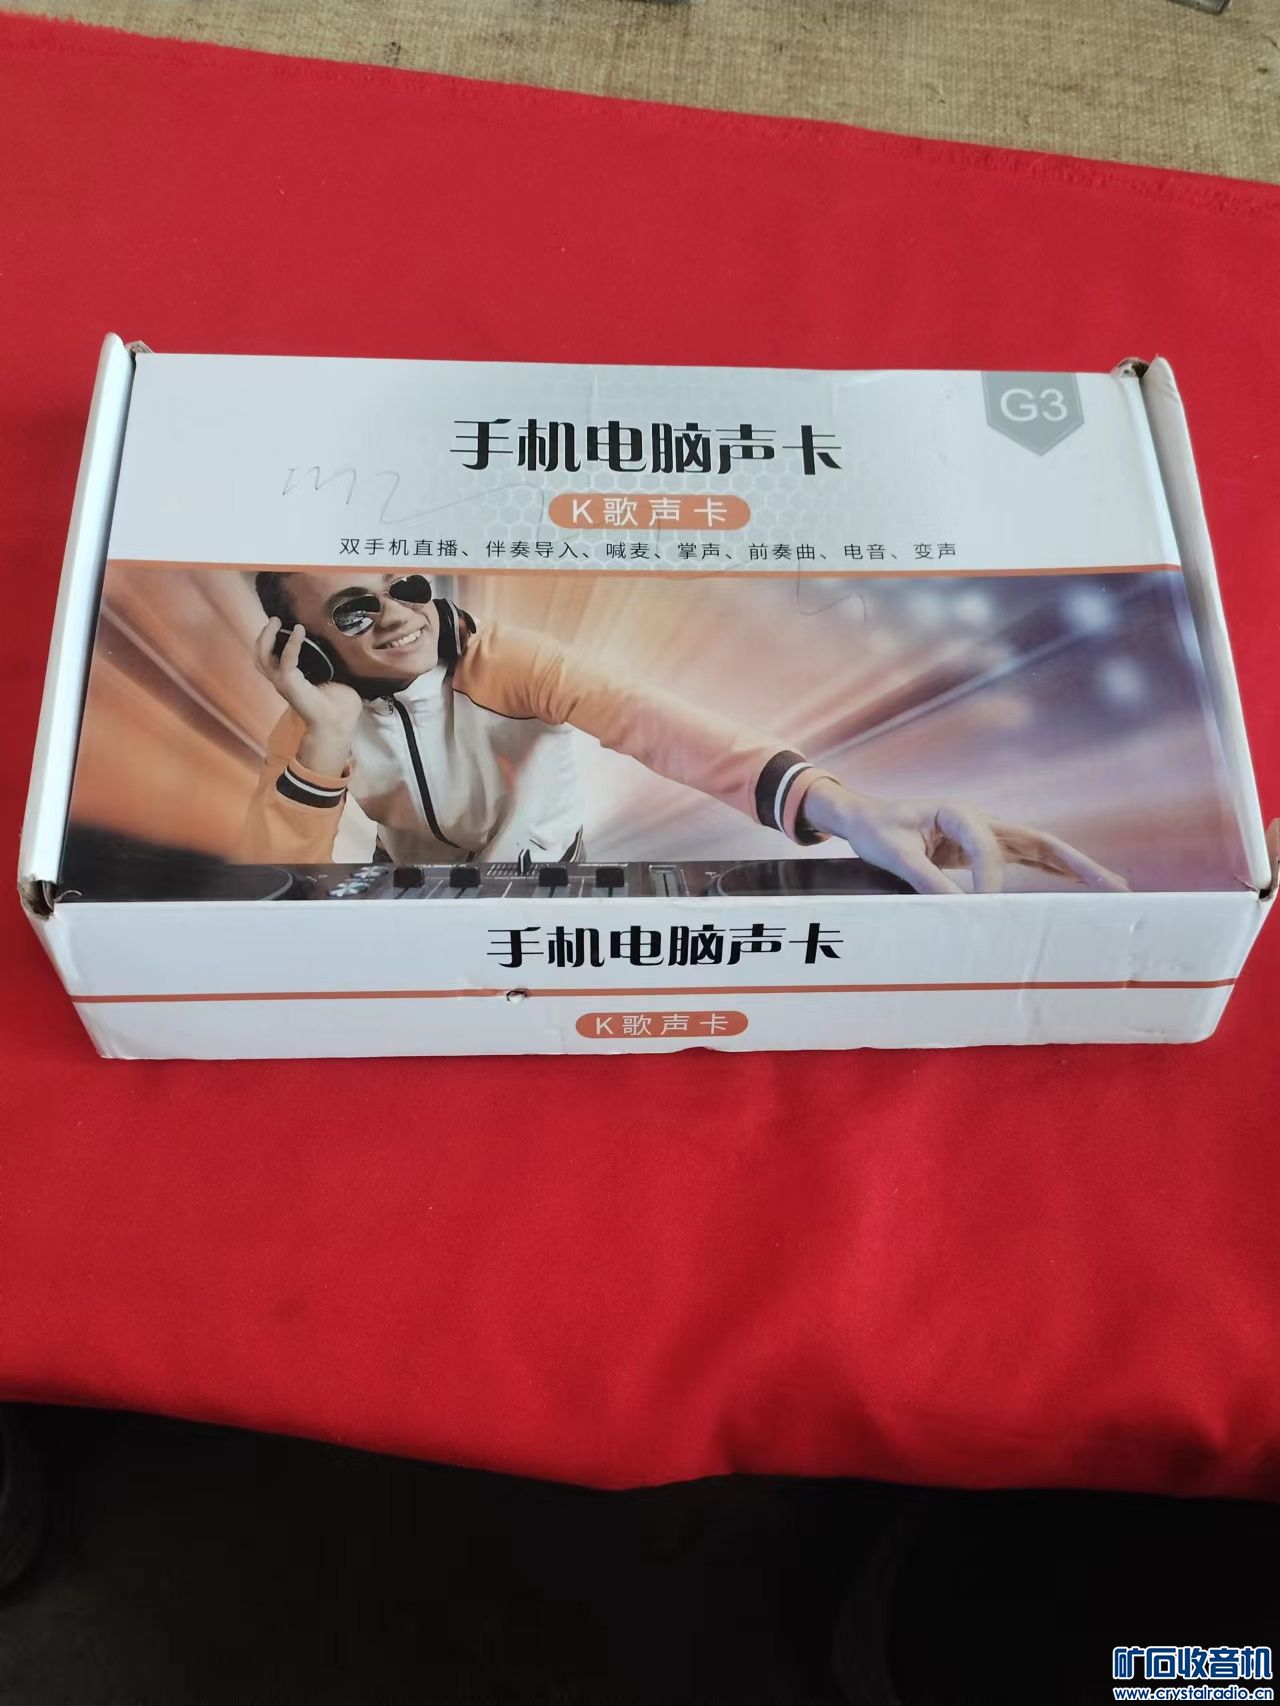 G3
手机电脑声卡
K歌声卡
双手机直播、伴奏导入、喊麦、掌声、前奏曲、电音、变声
手机电脑声卡
K歌声卡
矿石收音机
www.crystalradio.cn